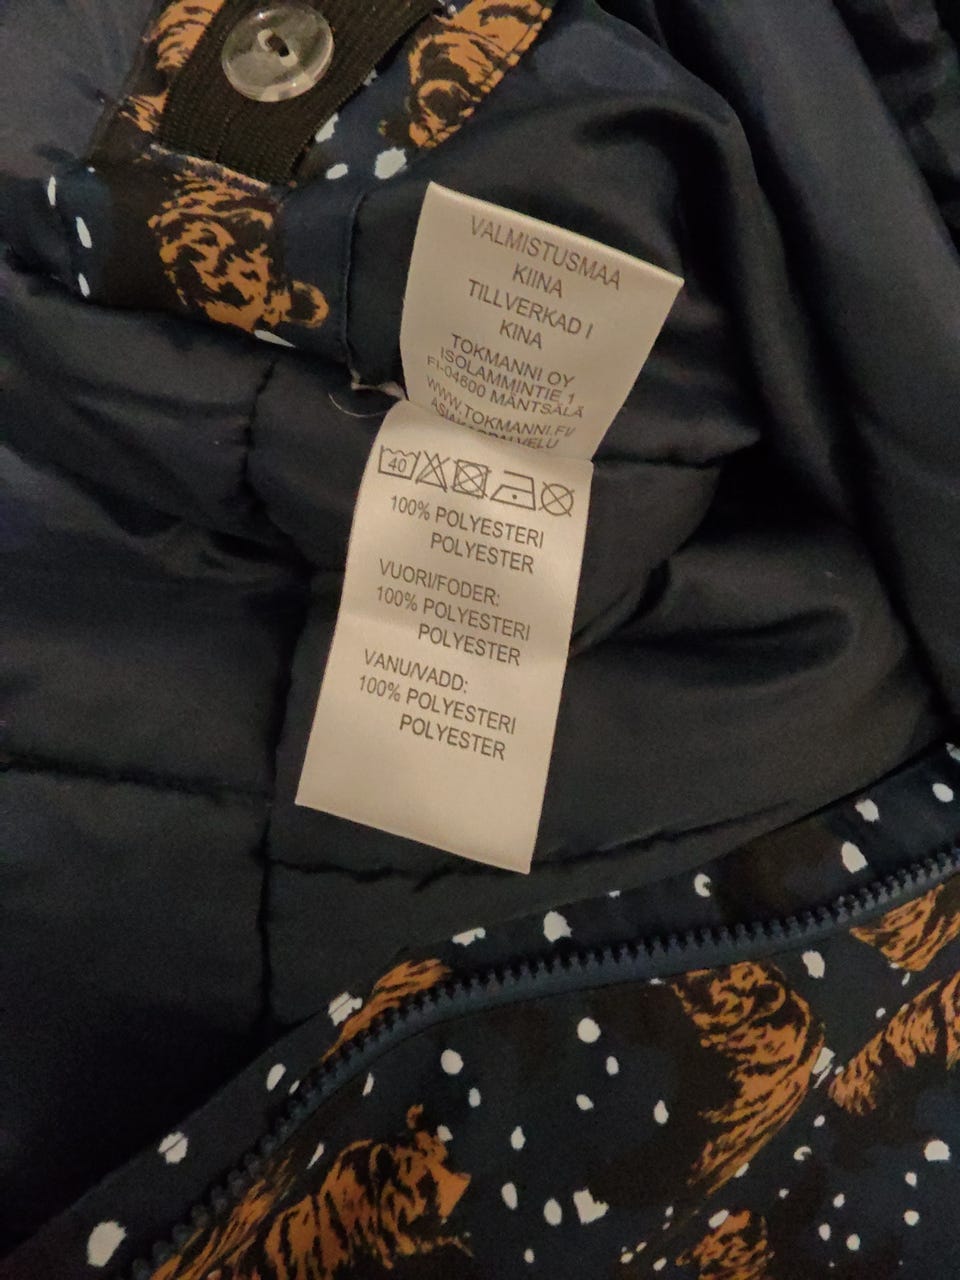 VALMISTUSMAA
KIINA
TILLVERKAD I
KINA
TOKMANNI OY
ISOLAMMINTIE 1
FI-04600 MÄNTSÄLÄ
WWW.TOKMANNI.FI/
ASIAKASPALVELU
40
100% POLYESTERI
POLYESTER
VUORI/FODER:
100% POLYESTERI
POLYESTER
VANU/VADD:
100% POLYESTERI
POLYESTER